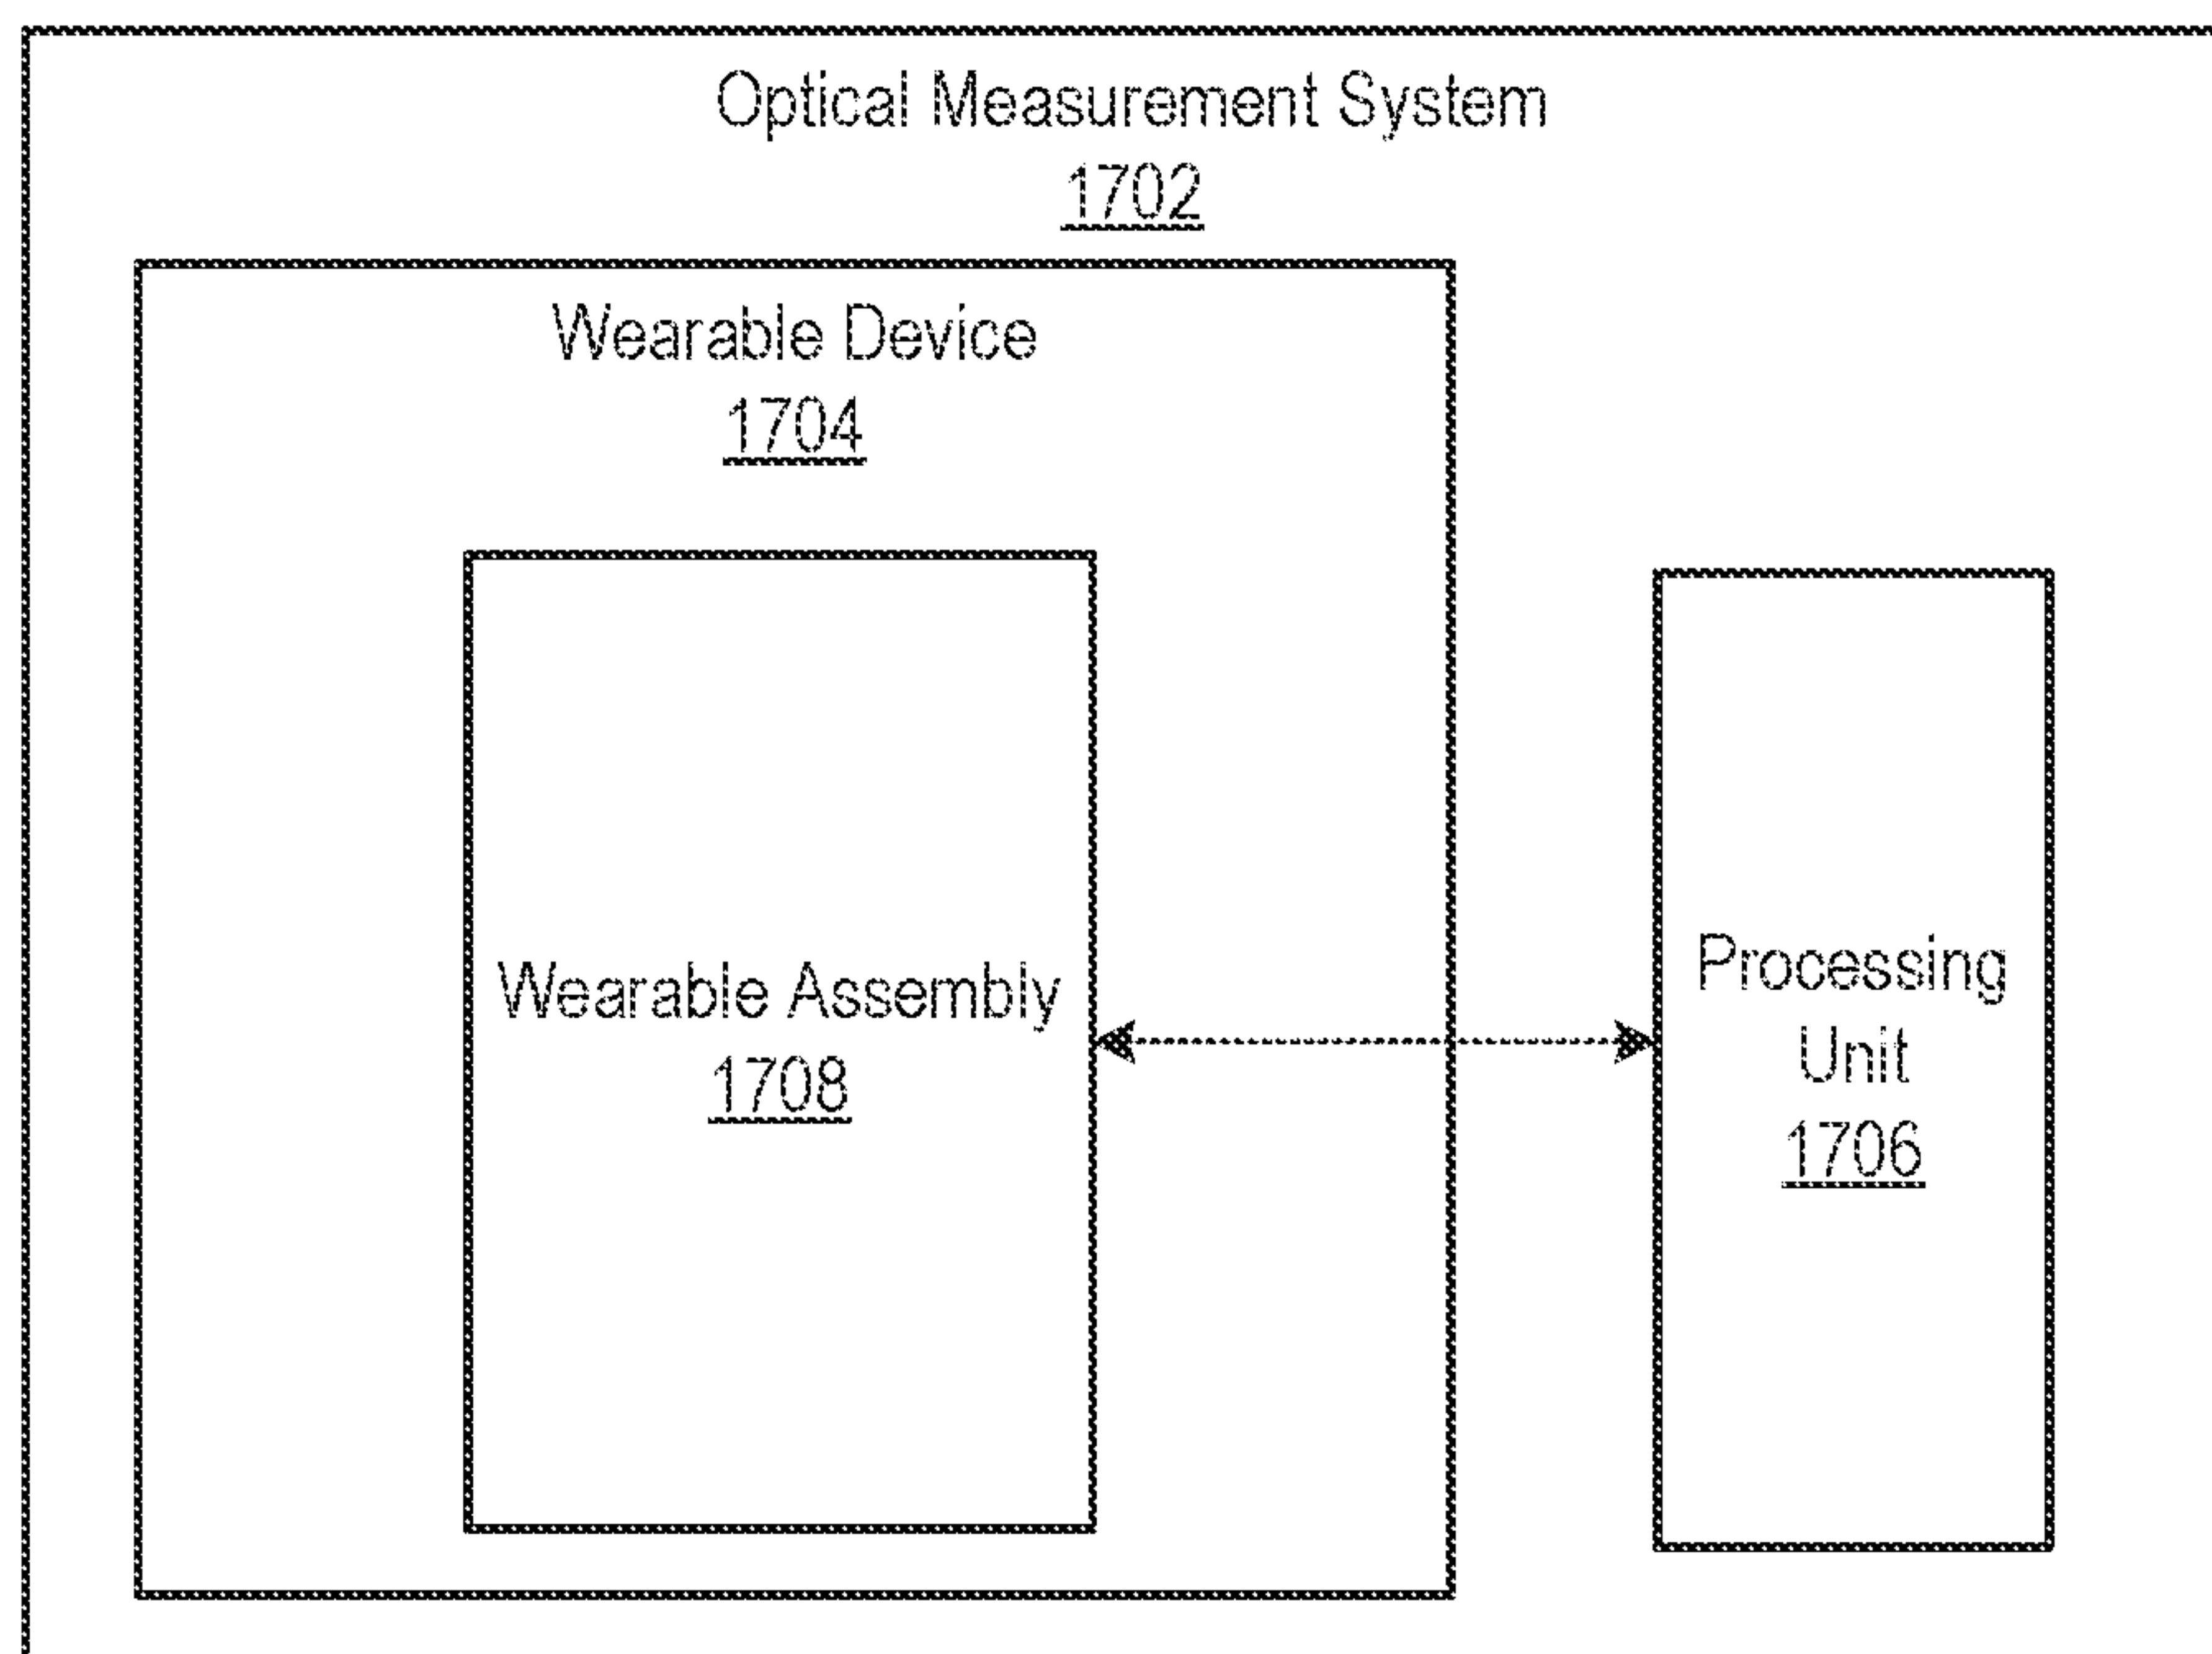 Optical Measurement System
1702
Wearable Device
1704
Wearable Assembly
1708
Processing
Unit
1706